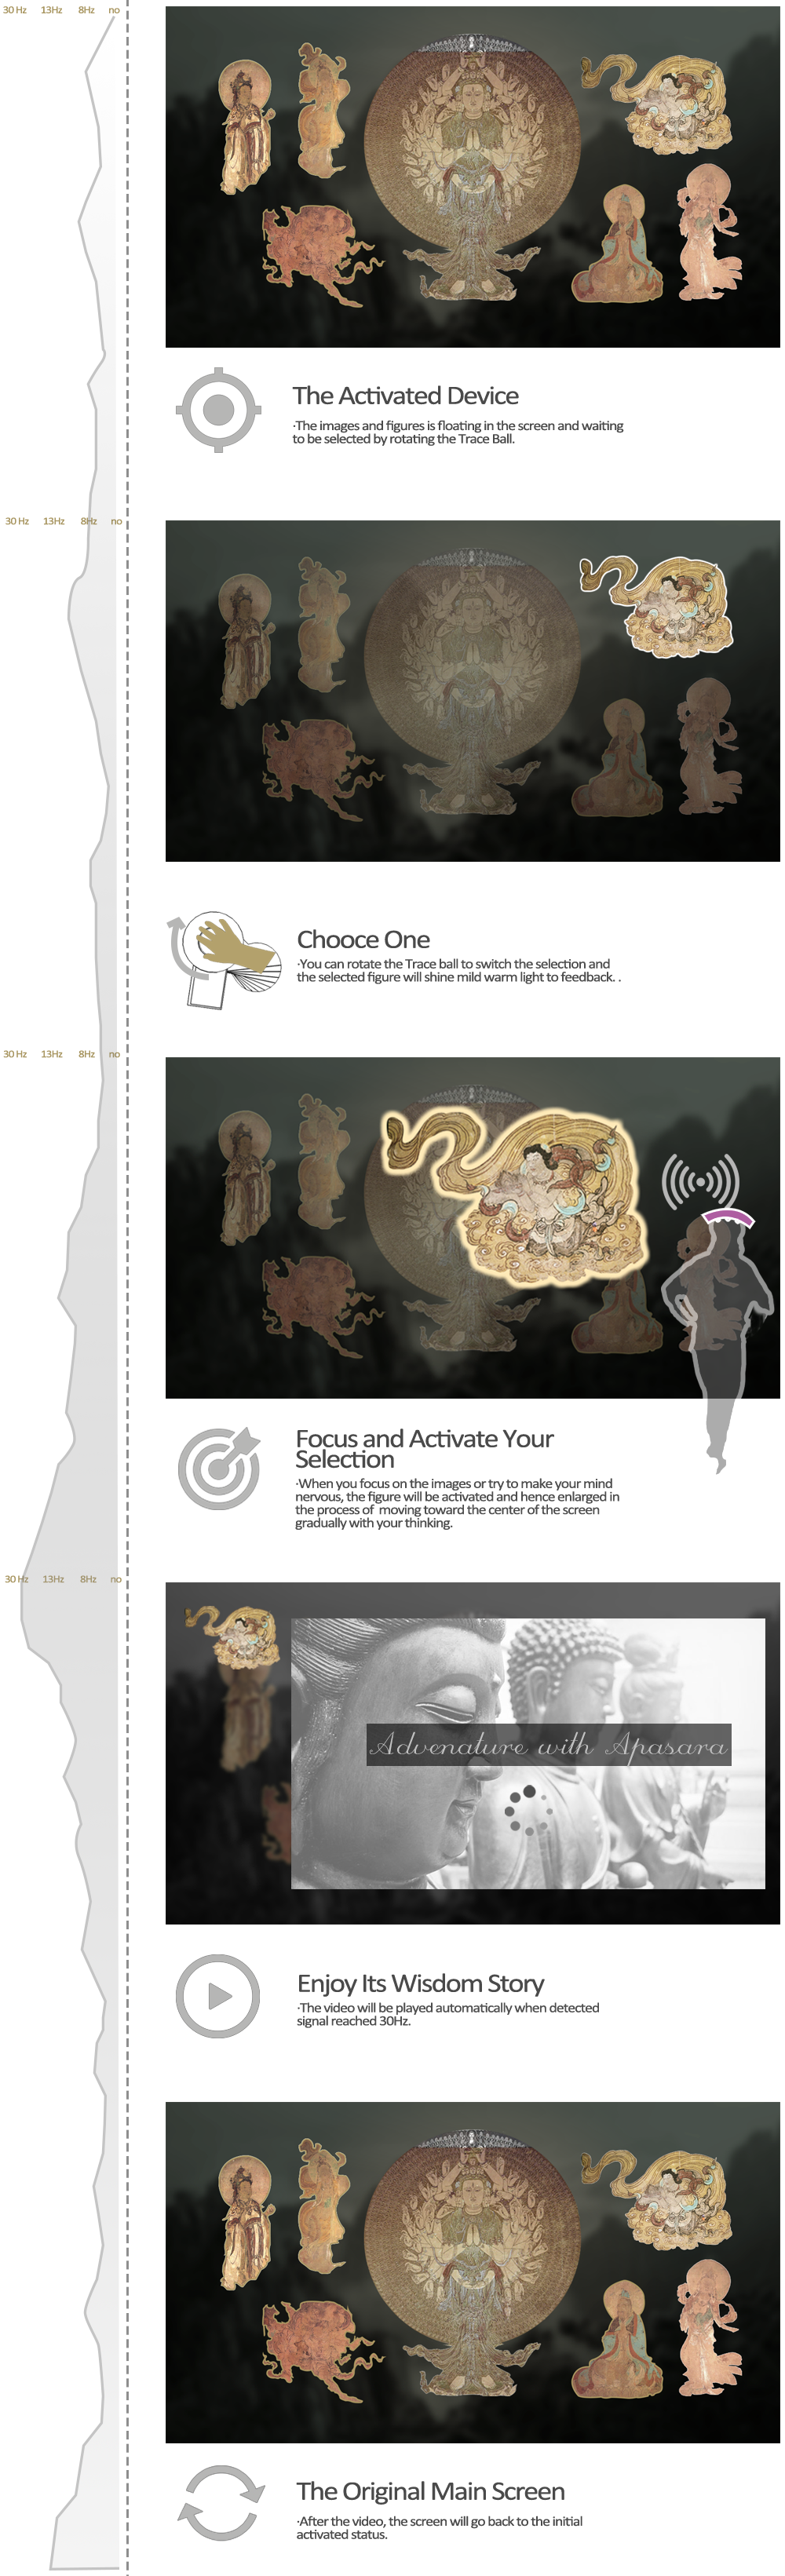 30 Hz 13Hz 8Hz no
The Activated Device
·The images and figures is floating in the screen and waiting
to be selected by rotating the Trace Ball.
30 Hz 13Hz 8Hz no
Chooce One
·You can rotate the Trace ball to switch the selection and
the selected figure will shine mild warm light to feedback. .
30 Hz 13Hz 8Hz no
Focus and Activate Your
Selection
·When you focus on the images or try to make your mind
nervous, the figure will be activated and hence enlarged in
the process of moving toward the center of the screen
gradually with your thinking.
30 Hz 13Hz 8Hz no
Advenature with Apasara
Enjoy Its Wisdom Story
·The video will be played automatically when detected
signal reached 30Hz.
The Original Main Screen
·After the video, the screen will go back to the initial
activated status.